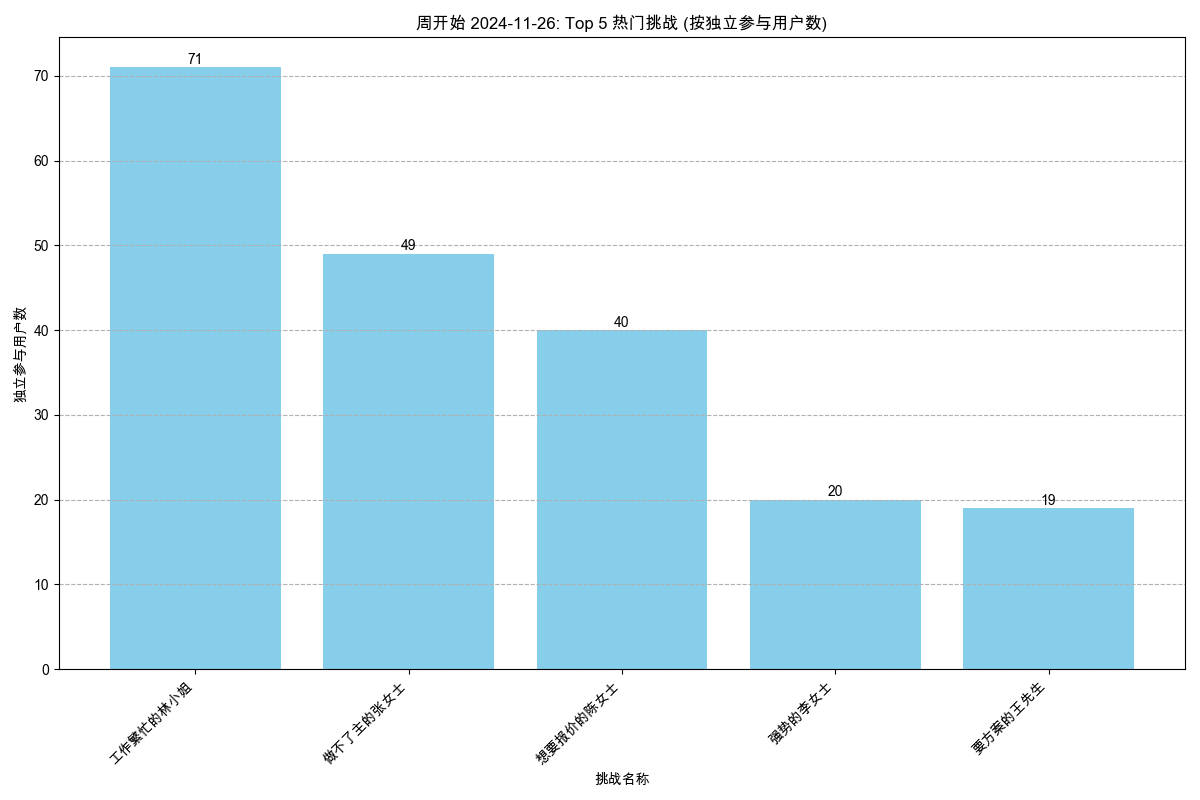 周开始 2024-11-26: Top 5 热门挑战 (按独立参与用户数)
独立参与用户数
70
60
50
40
30
20
10
0
71
49
40
20
19
工作繁忙的林小姐
做不了主的张女士
想要报价的陈女士
强势的李女士
要方案的王先生
挑战名称